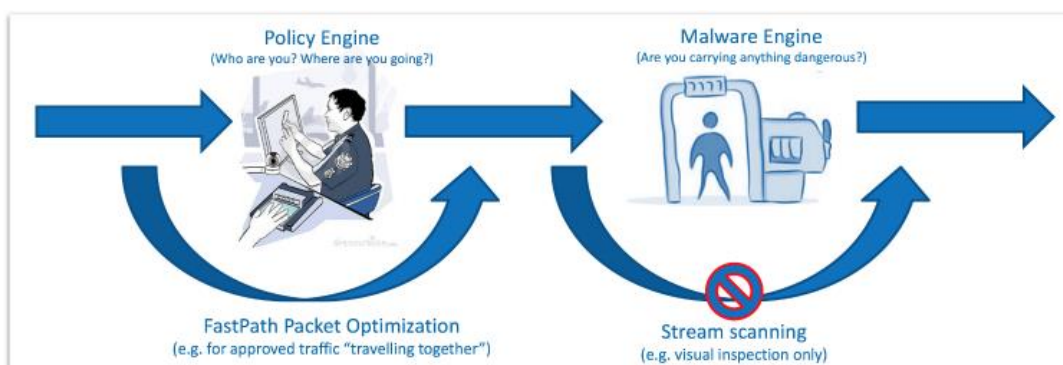 Policy Engine
(Who are you? Where are you going?)
Malware Engine
(Are you carrying anything dangerous?)
FastPath Packet Optimization
(e.g. for approved traffic “travelling together”)
Stream scanning
(e.g. visual inspection only)